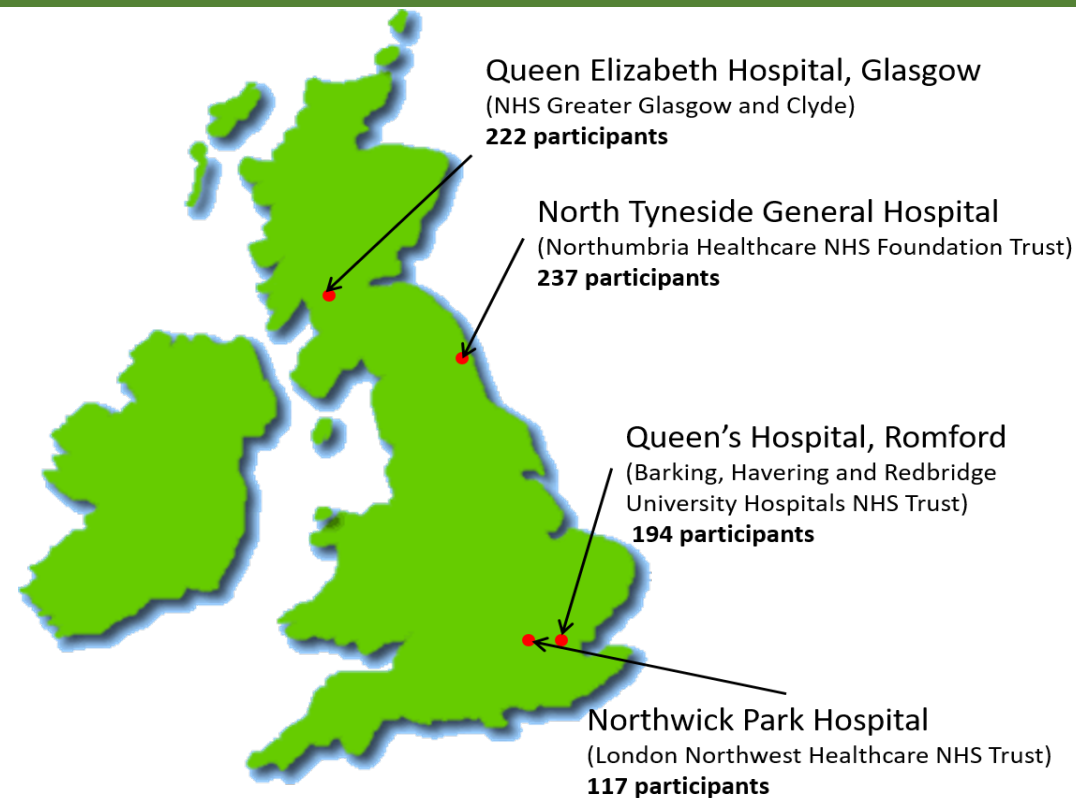 Queen Elizabeth Hospital, Glasgow
(NHS Greater Glasgow and Clyde)
222 participants
North Tyneside General Hospital
(Northumbria Healthcare NHS Foundation Trust)
237 participants
Queen’s Hospital, Romford
(Barking, Havering and Redbridge
University Hospitals NHS Trust)
194 participants
Northwick Park Hospital
(London Northwest Healthcare NHS Trust)
117 participants